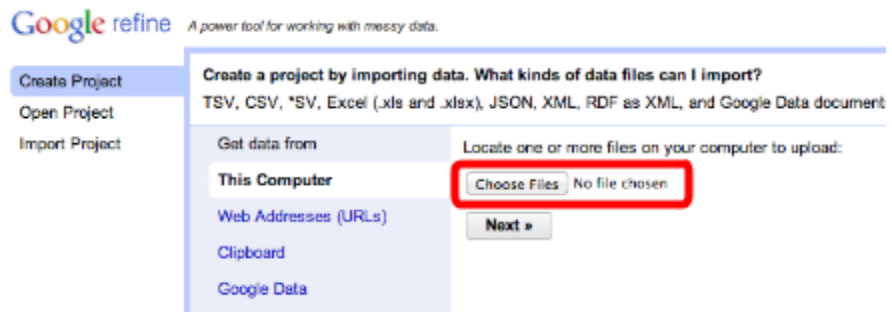 Google refine A power tool for working with messy data.
Create Project
Open Project
Import Project
Create a project by importing data. What kinds of data files can I import?
TSV, CSV, *SV, Excel (.xls and .xlsx), JSON, XML, RDF as XML, and Google Data document
Get data from
This Computer
Web Addresses (URLs)
Clipboard
Google Data
Locate one or more files on your computer to upload:
Choose Files No file chosen
Next »